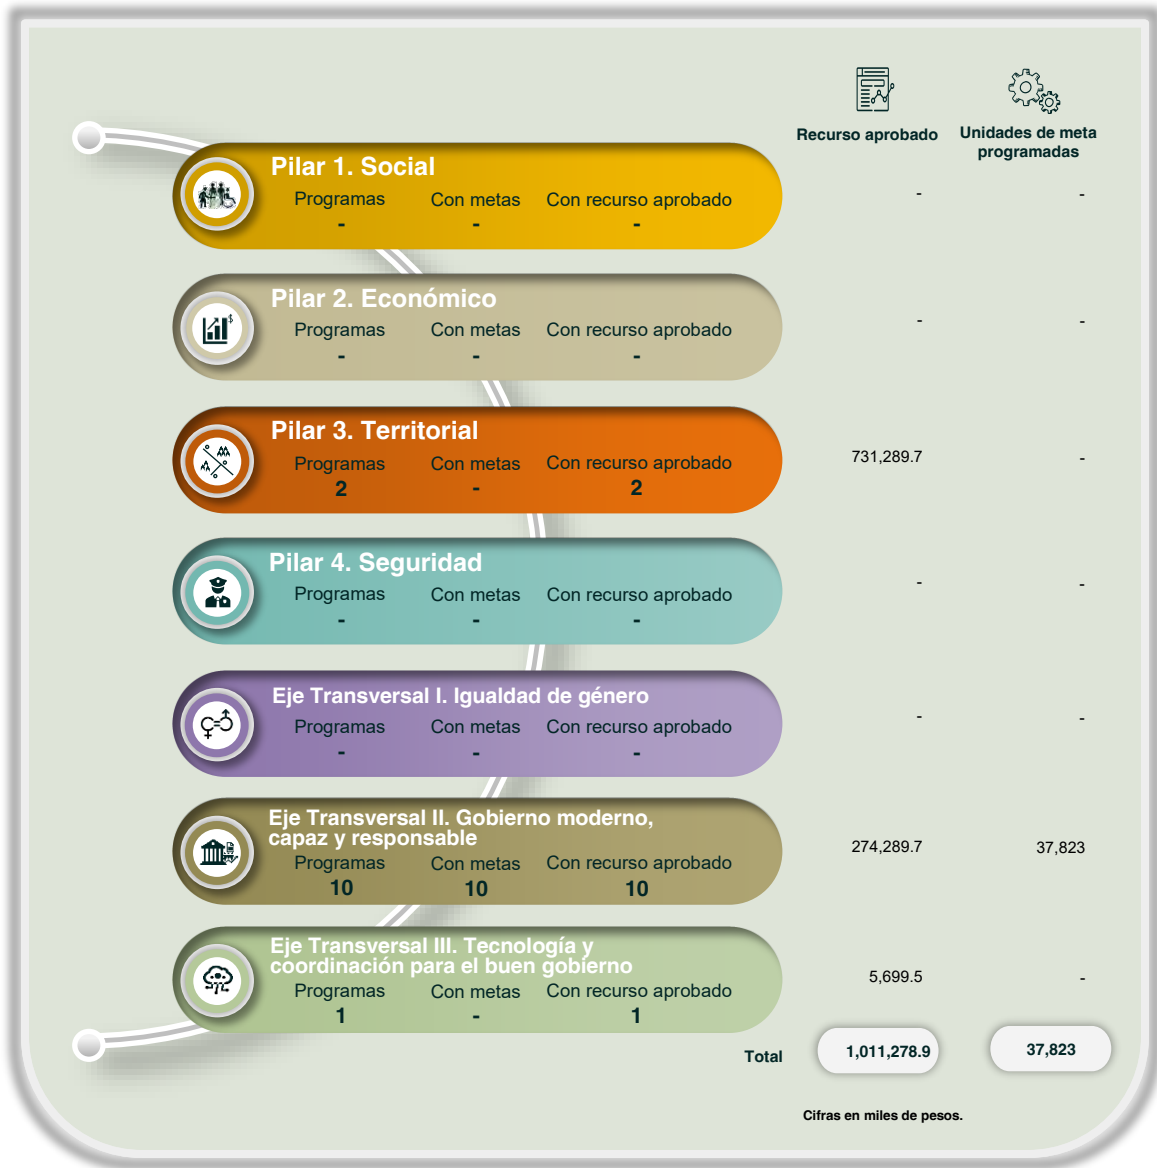 Recurso aprobado
Unidades de meta
programadas
Pilar 1. Social
Programas Con metas Con recurso aprobado
- - -
- -
Pilar 2. Económico
Programas Con metas Con recurso aprobado
- - -
- -
Pilar 3. Territorial
Programas Con metas Con recurso aprobado
2 - 2
731,289.7 -
Pilar 4. Seguridad
Programas Con metas Con recurso aprobado
- - -
- -
Eje Transversal I. Igualdad de género
Programas Con metas Con recurso aprobado
- - -
- -
Eje Transversal II. Gobierno moderno,
capaz y responsable
Programas Con metas Con recurso aprobado
10 10 10
274,289.7 37,823
Eje Transversal III. Tecnología y
coordinación para el buen gobierno
Programas Con metas Con recurso aprobado
1 - 1
5,699.5 -
Total 1,011,278.9 37,823
Cifras en miles de pesos.